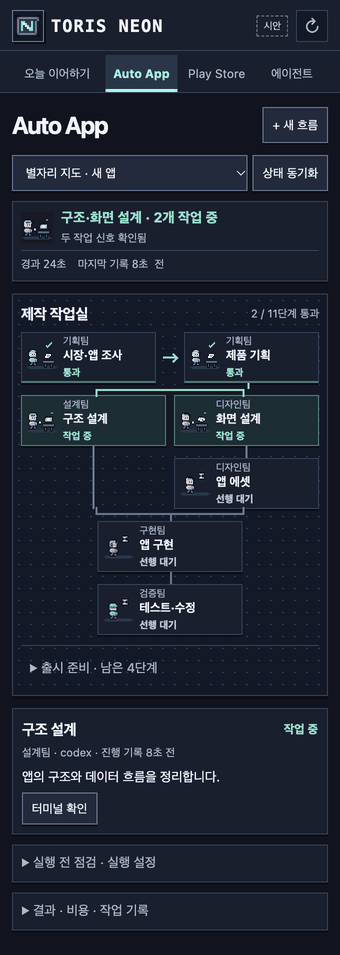 TORIS NEON
시안
오늘 이어하기
Auto App
Play Store
에이전트
Auto App
+ 새 흐름
별자리 지도 · 새 앱
상태 동기화
구조·화면 설계 · 2개 작업 중
두 작업 신호 확인됨
경과 24초 마지막 기록 8초 전
제작 작업실
2 / 11단계 통과
기획팀
시장·앱 조사
통과
기획팀
제품 기획
통과
설계팀
구조 설계
작업 중
디자인팀
화면 설계
작업 중
디자인팀
앱 에셋
선행 대기
구현팀
앱 구현
선행 대기
검증팀
테스트·수정
선행 대기
▶ 출시 준비 · 남은 4단계
구조 설계
작업 중
설계팀 · codex · 진행 기록 8초 전
앱의 구조와 데이터 흐름을 정리합니다.
터미널 확인
▶ 실행 전 점검 · 실행 설정
▶ 결과 · 비용 · 작업 기록